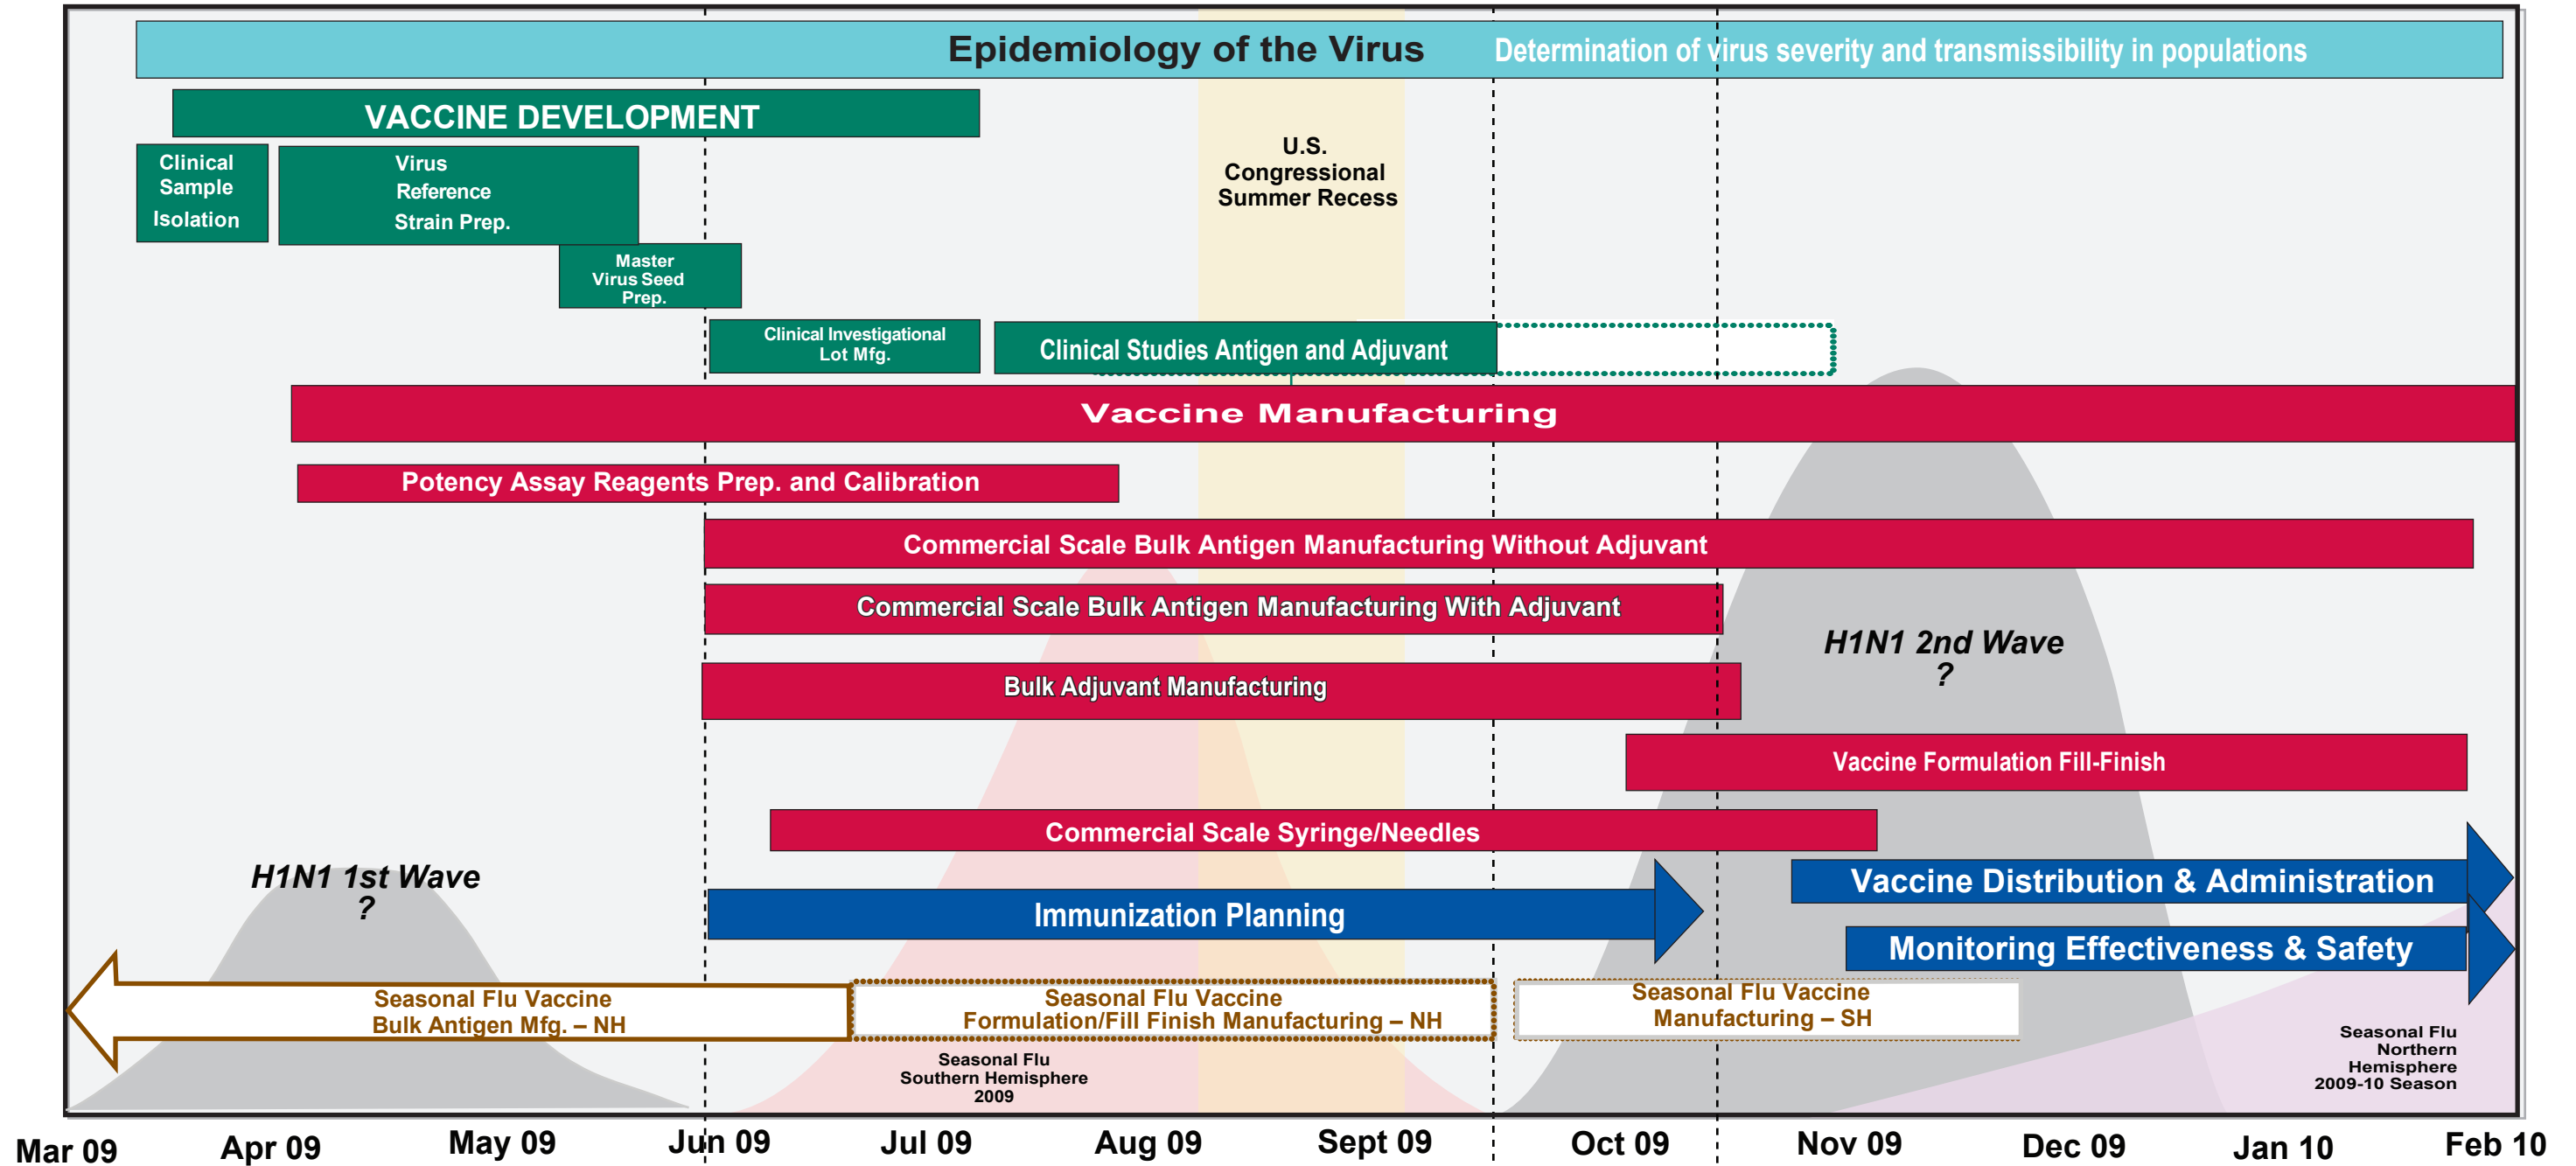 Epidemiology of the Virus
Determination of virus severity and transmissibility in populations
VACCINE DEVELOPMENT
Clinical
Sample
Isolation
Virus
Reference
Strain Prep.
U.S.
Congressional
Summer Recess
Master
Virus Seed
Prep.
Clinical Investigational
Lot Mfg.
Clinical Studies Antigen and Adjuvant
Vaccine Manufacturing
Potency Assay Reagents Prep. and Calibration
Commercial Scale Bulk Antigen Manufacturing Without Adjuvant
Commercial Scale Bulk Antigen Manufacturing With Adjuvant
H1N1 2nd Wave
?
Bulk Adjuvant Manufacturing
Vaccine Formulation Fill-Finish
Commercial Scale Syringe/Needles
H1N1 1st Wave
?
Vaccine Distribution & Administration
Immunization Planning
Monitoring Effectiveness & Safety
Seasonal Flu Vaccine
Bulk Antigen Mfg. – NH
Seasonal Flu Vaccine
Formulation/Fill Finish Manufacturing – NH
Seasonal Flu Vaccine
Manufacturing – SH
Seasonal Flu
Southern Hemisphere
2009
Seasonal Flu
Northern
Hemisphere
2009-10 Season
Mar 09
Apr 09
May 09
Jun 09
Jul 09
Aug 09
Sept 09
Oct 09
Nov 09
Dec 09
Jan 10
Feb 10